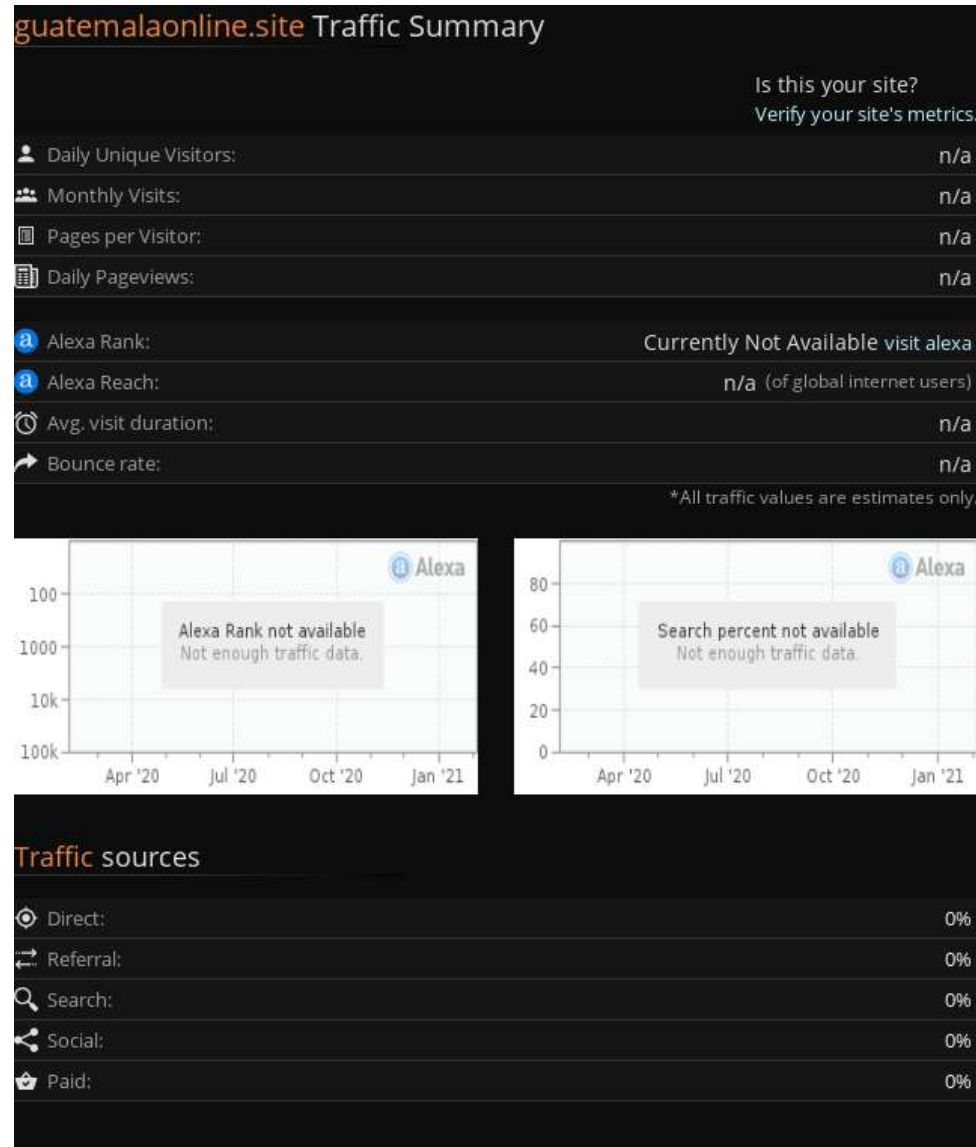 guatemalaonline.site Traffic Summary
Is this your site?
Verify your site's metrics.
Daily Unique Visitors: n/a
Monthly Visits: n/a
Pages per Visitor: n/a
Daily Pageviews: n/a
a Alexa Rank: Currently Not Available visit alexa
a Alexa Reach: n/a (of global internet users)
Avg. visit duration: n/a
Bounce rate: n/a
*All traffic values are estimates only.
a Alexa
100
1000
10k
100k
Alexa Rank not available
Not enough traffic data.
Apr '20 Jul '20 Oct '20 Jan '21
a Alexa
80
60
40
20
0
Search percent not available
Not enough traffic data.
Apr '20 Jul '20 Oct '20 Jan '21
Traffic sources
Direct: 0%
Referral: 0%
Search: 0%
Social: 0%
Paid: 0%